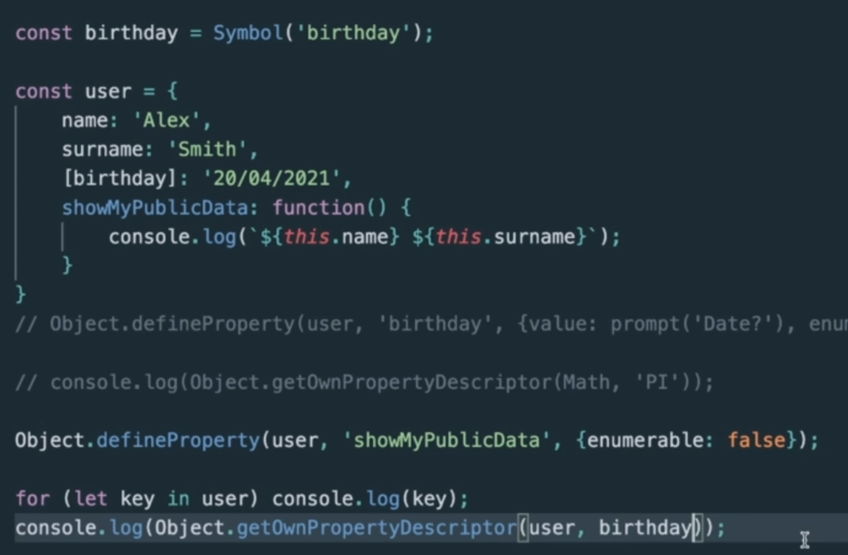 const birthday = Symbol('birthday');
const user = {
name: 'Alex',
surname: 'Smith',
[birthday]: '20/04/2021',
showMyPublicData: function() {
console.log(`${this.name} ${this.surname}`);
}
}
// Object.defineProperty(user, 'birthday', {value: prompt('Date?'),
// console.log(Object.getOwnPropertyDescriptor(Math, 'PI'));
Object.defineProperty(user, 'showMyPublicData', {enumerable: false});
for (let key in user) console.log(key);
console.log(Object.getOwnPropertyDescriptor(user, birthday));